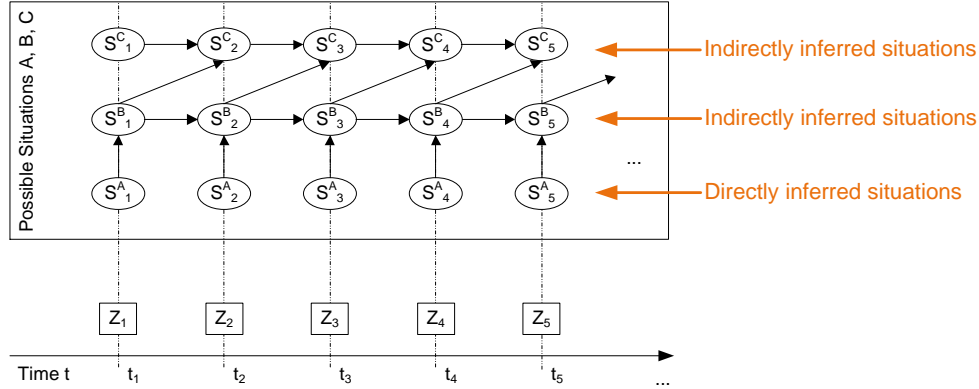 Possible Situations A, B, C
S^C_1 S^C_2 S^C_3 S^C_4 S^C_5 Indirectly inferred situations
S^B_1 S^B_2 S^B_3 S^B_4 S^B_5 Indirectly inferred situations
...
S^A_1 S^A_2 S^A_3 S^A_4 S^A_5 Directly inferred situations
Z_1 Z_2 Z_3 Z_4 Z_5
Time t t_1 t_2 t_3 t_4 t_5 ...